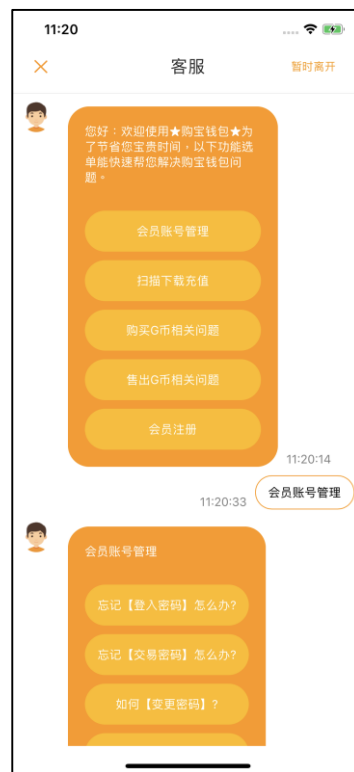 11:20
客服
暂时离开
您好：欢迎使用★购宝钱包★为
了节省您宝贵时间，以下功能选
单能快速帮您解决购宝钱包问
题。
会员账号管理
扫描下载充值
购买G币相关问题
售出G币相关问题
会员注册
11:20:14
会员账号管理
11:20:33
会员账号管理
忘记【登入密码】怎么办?
忘记【交易密码】怎么办?
如何【变更密码】?